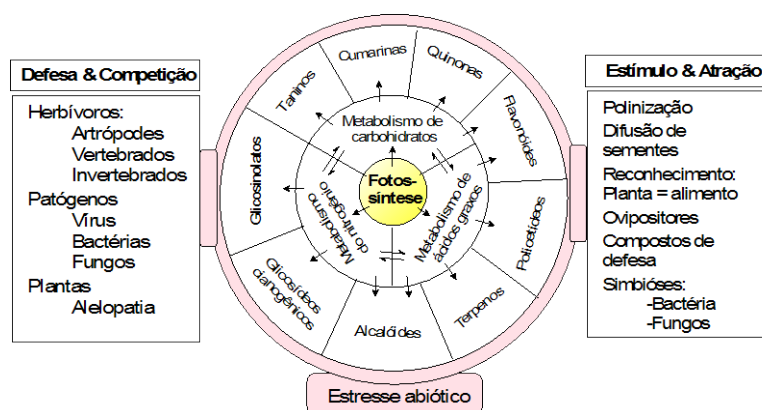 Defesa & Competição
Herbívoros:
Artrópodes
Vertebrados
Invertebrados
Patógenos
Vírus
Bactérias
Fungos
Plantas
Alelopatia
Cumarinas
Quinonas
Taninos
Flavonóides
Glicosinolatos
Policetídeos
Glicosídeos
cianogênicos
Alcalóides
Terpenos
Metabolismo de
carbohidratos
Metabolismo
do nitrogênio
Metabolismo de
ácidos graxos
Fotos-
síntese
Estresse abiótico
Estímulo & Atração
Polinização
Difusão de
sementes
Reconhecimento:
Planta = alimento
Ovipositores
Compostos de
defesa
Simbióses:
-Bactéria
-Fungos